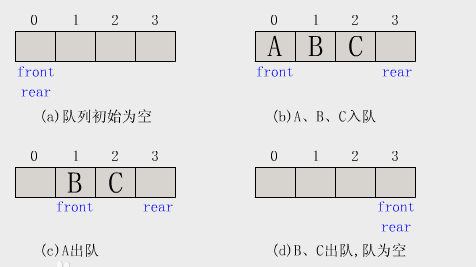 0 1 2 3
front
rear
(a)队列初始为空
0 1 2 3
A B C
front rear
(b)A、B、C入队
0 1 2 3
B C
front rear
(c)A出队
0 1 2 3
front
rear
(d)B、C出队,队为空